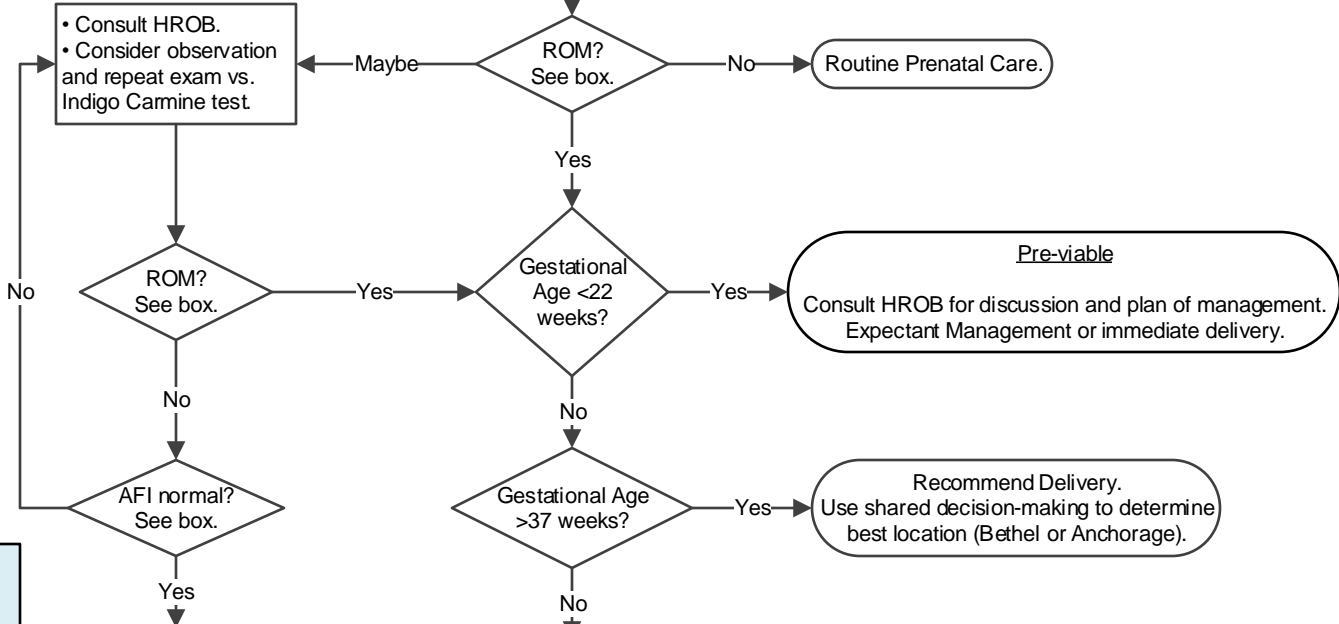 • Consult HROB.
• Consider observation
and repeat exam vs.
Indigo Carmine test.
Maybe
ROM?
See box.
No
Routine Prenatal Care.
Yes
No
ROM?
See box.
Yes
Gestational
Age <22
weeks?
Yes
Pre-viable
Consult HROB for discussion and plan of management.
Expectant Management or immediate delivery.
No
No
AFI normal?
See box.
Gestational Age
>37 weeks?
Yes
Recommend Delivery.
Use shared decision-making to determine
best location (Bethel or Anchorage).
Yes
No